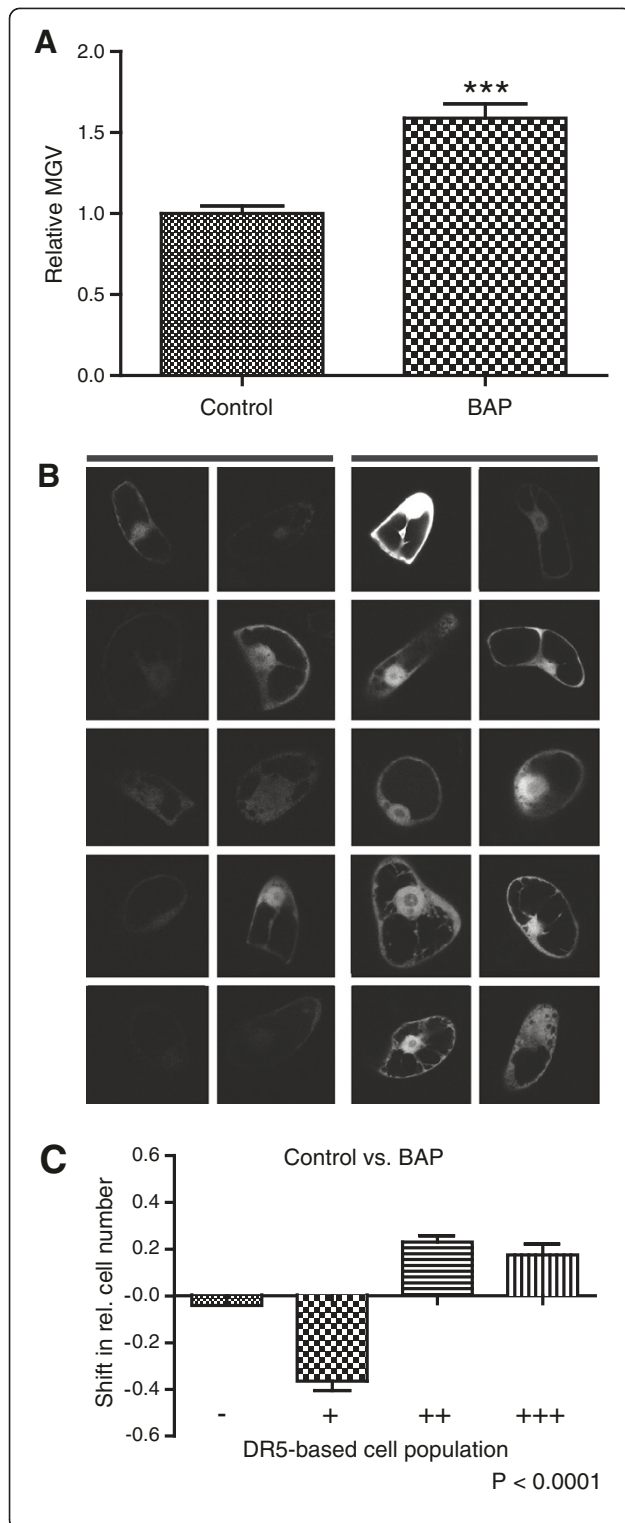 A
2.0
***
1.5
1.0
0.5
0.0
Relative MGV
Control BAP
B
C
Control vs. BAP
0.6
0.4
0.2
-0.0
-0.2
-0.4
-0.6
Shift in rel. cell number
- + ++ +++
DR5-based cell population
P < 0.0001